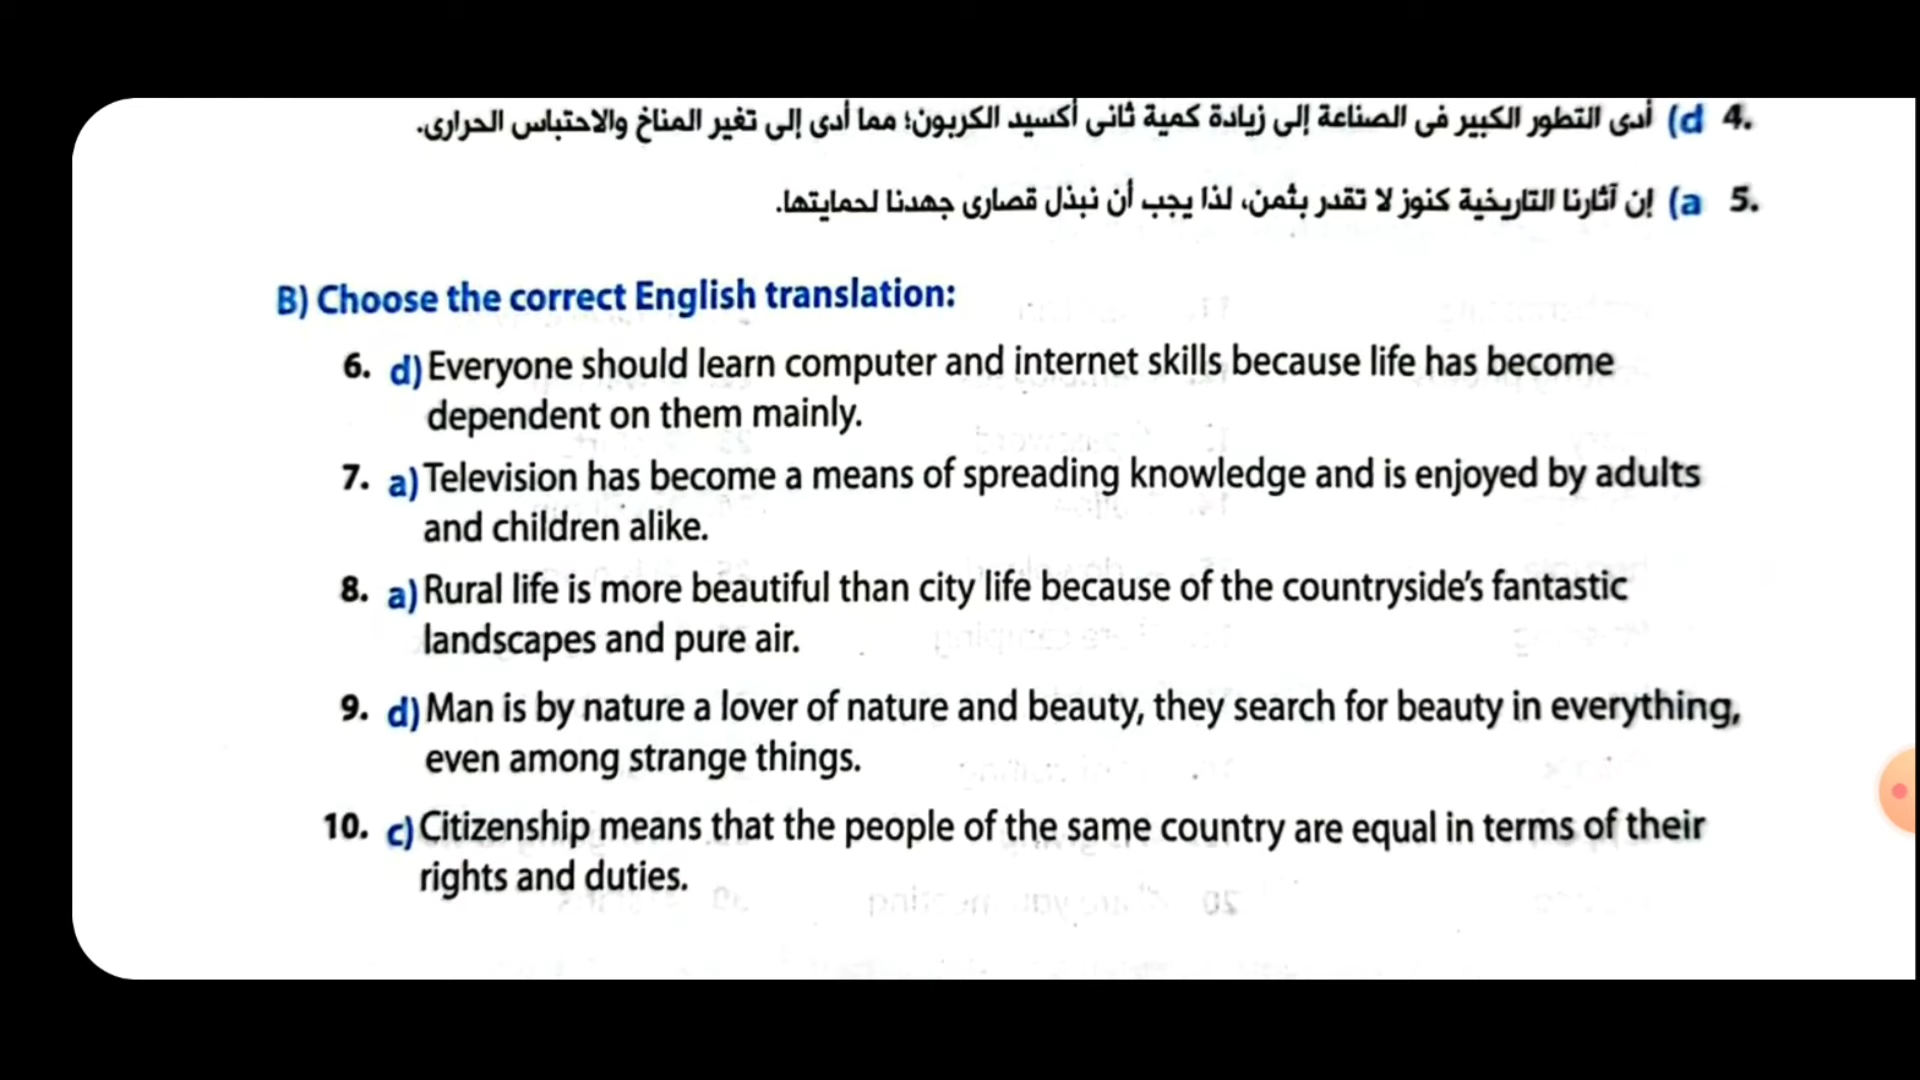 4. (d أدى التطور الكبير فى الصناعة إلى زيادة كمية ثانى أكسيد الكربون؛ مما أدى إلى تغير المناخ والاحتباس الحرارى.
5. (a إن آثارنا التاريخية كنوز لا تقدر بثمن، لذا يجب أن نبذل قصارى جهدنا لحمايتها.
B) Choose the correct English translation:
6. d) Everyone should learn computer and internet skills because life has become
dependent on them mainly.
7. a) Television has become a means of spreading knowledge and is enjoyed by adults
and children alike.
8. a) Rural life is more beautiful than city life because of the countryside's fantastic
landscapes and pure air.
9. d) Man is by nature a lover of nature and beauty, they search for beauty in everything,
even among strange things.
10. c) Citizenship means that the people of the same country are equal in terms of their
rights and duties.